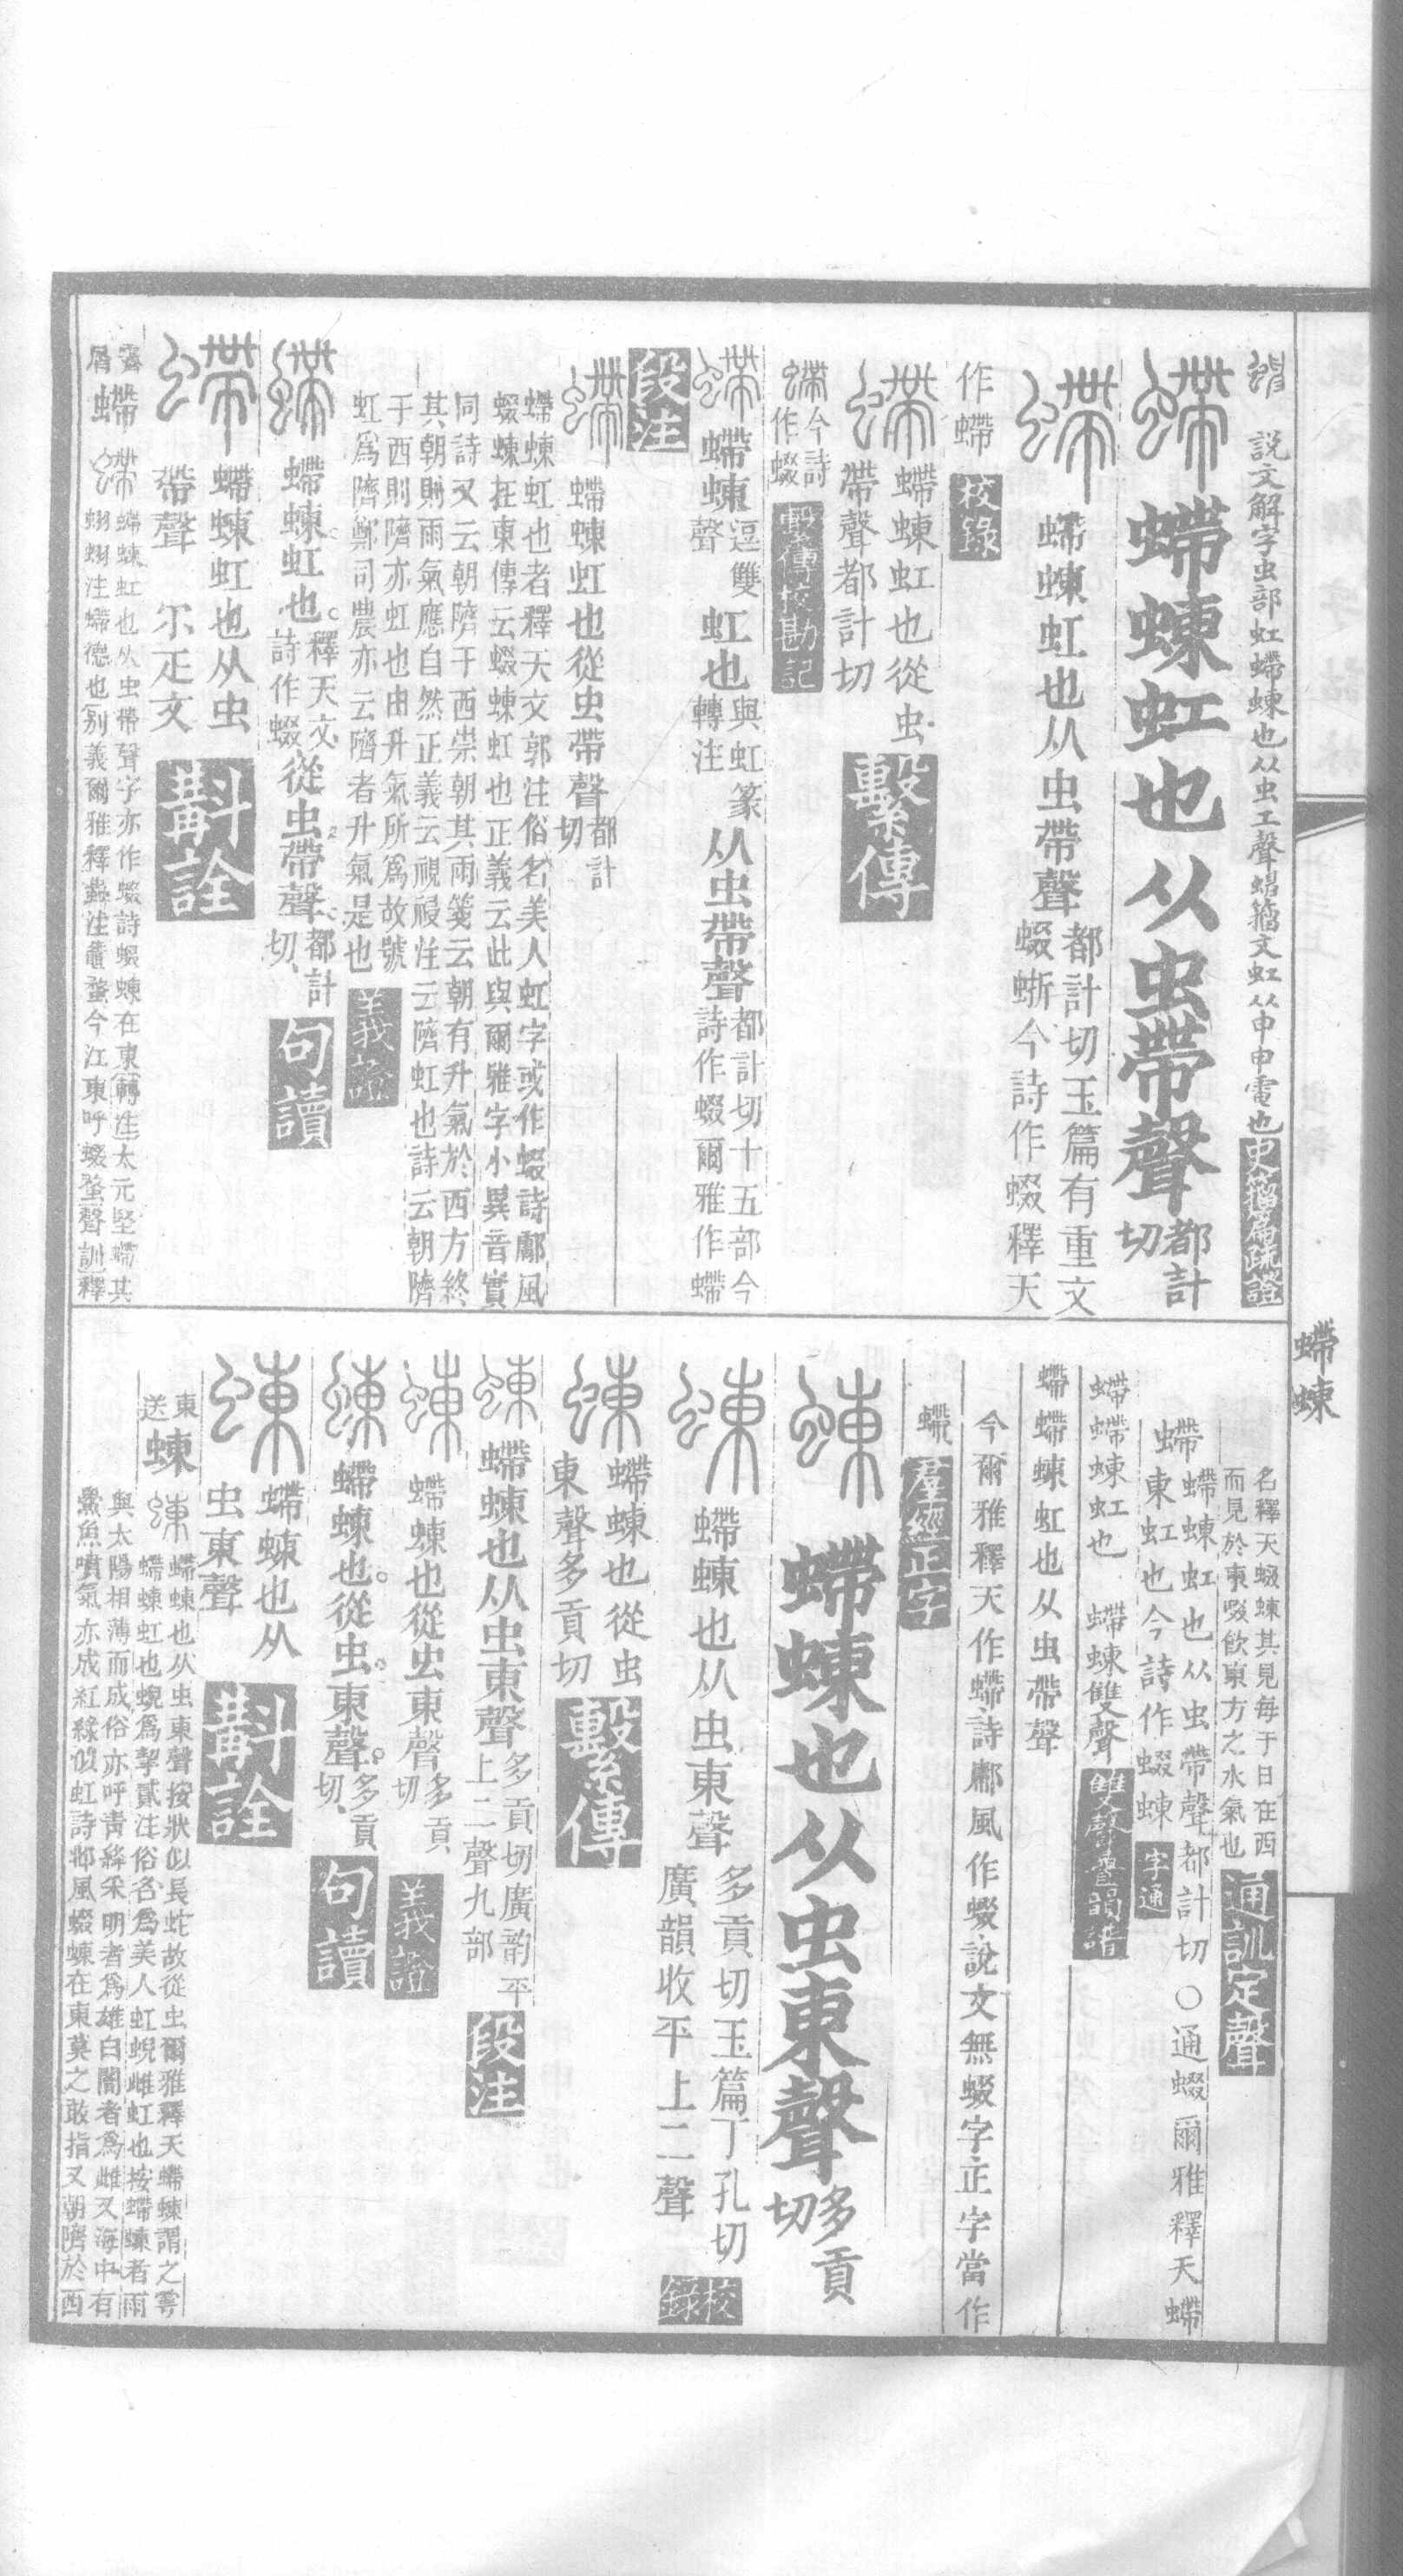 説文解字虫部虹螮蝀也从虫工聲𧌫籀文虹从申申電也 史籀篇疏證
螮蝀虹也从虫帶聲都計切
螮蝀虹也从虫帶聲都計切玉篇有重文
蝃蜥今詩作蝃釋天
作螮 校錄
螮蝀虹也從虫
帶聲都計切 繫傳
螮今詩
作蝃 繫傳校勘記
螮蝀逗雙聲虹也與虹篆轉注从虫帶聲都計切十五部今
詩作蝃爾雅作螮
段注
螮蝀虹也從虫帶聲都計切
螮蝀虹也者釋天文郭注俗名美人虹字或作蝃詩鄘風
蝃蝀在東傳云蝃蝀虹也正義云此與爾雅字小異音實
同詩又云朝隮于西崇朝其雨箋云朝有升氣於西方終
其朝則雨氣應自然正義云視祲注云隮虹也詩云朝隮
于西則隮亦虹也由升氣所爲故號
虹爲隮鄭司農亦云隮者升氣是也 義證
螮蝀虹也釋天文詩作蝃從虫帶聲都計切 句讀
螮蝀虹也从虫
帶聲 尓疋文 斠詮
霽
屑 螮 螮蝀虹也从虫帶聲字亦作蝃詩蝃蝀在東轉注太元堅螮其
蛡蛡注螮德也別義爾雅釋蟲注鼅蟊今江東呼蝃蟊聲訓釋
螮蝀
名釋天蝃蝀其見每于日在西
而見於東啜飲東方之水氣也 通訓定聲
螮 螮蝀虹也从虫帶聲都計切○通蝃爾雅釋天螮
東虹也今詩作蝃蝀 字通
螮螮蝀虹也 螮蝀雙聲 雙聲疊韻譜
螮螮蝀虹也从虫帶聲
今爾雅釋天作螮詩鄘風作蝃說文無蝃字正字當作
螮 羣經正字
螮蝀也从虫東聲多貢切
螮蝀也从虫東聲多貢切玉篇丁孔切
廣韻收平上二聲 校錄
螮蝀也從虫
東聲多貢切 繫傳
螮蝀也从虫東聲多貢切廣韵平
上二聲九部 段注
螮蝀也從虫東聲多貢切 義證
螮蝀也從虫東聲多貢切 句讀
螮蝀也从
虫東聲 斠詮
東
送 蝀 螮蝀也从虫東聲按狀似長蛇故從虫爾雅釋天螮蝀謂之雩
螮蝀虹也蜺爲挈貳注俗名爲美人虹蜺雌虹也按螮蝀者雨
與太陽相薄而成俗亦呼靑絳釆明者爲雄白闇者爲雌又海中有
魚噴氣亦成紅綠似虹詩鄘風蝃蝀在東莫之敢指又朝隮於西